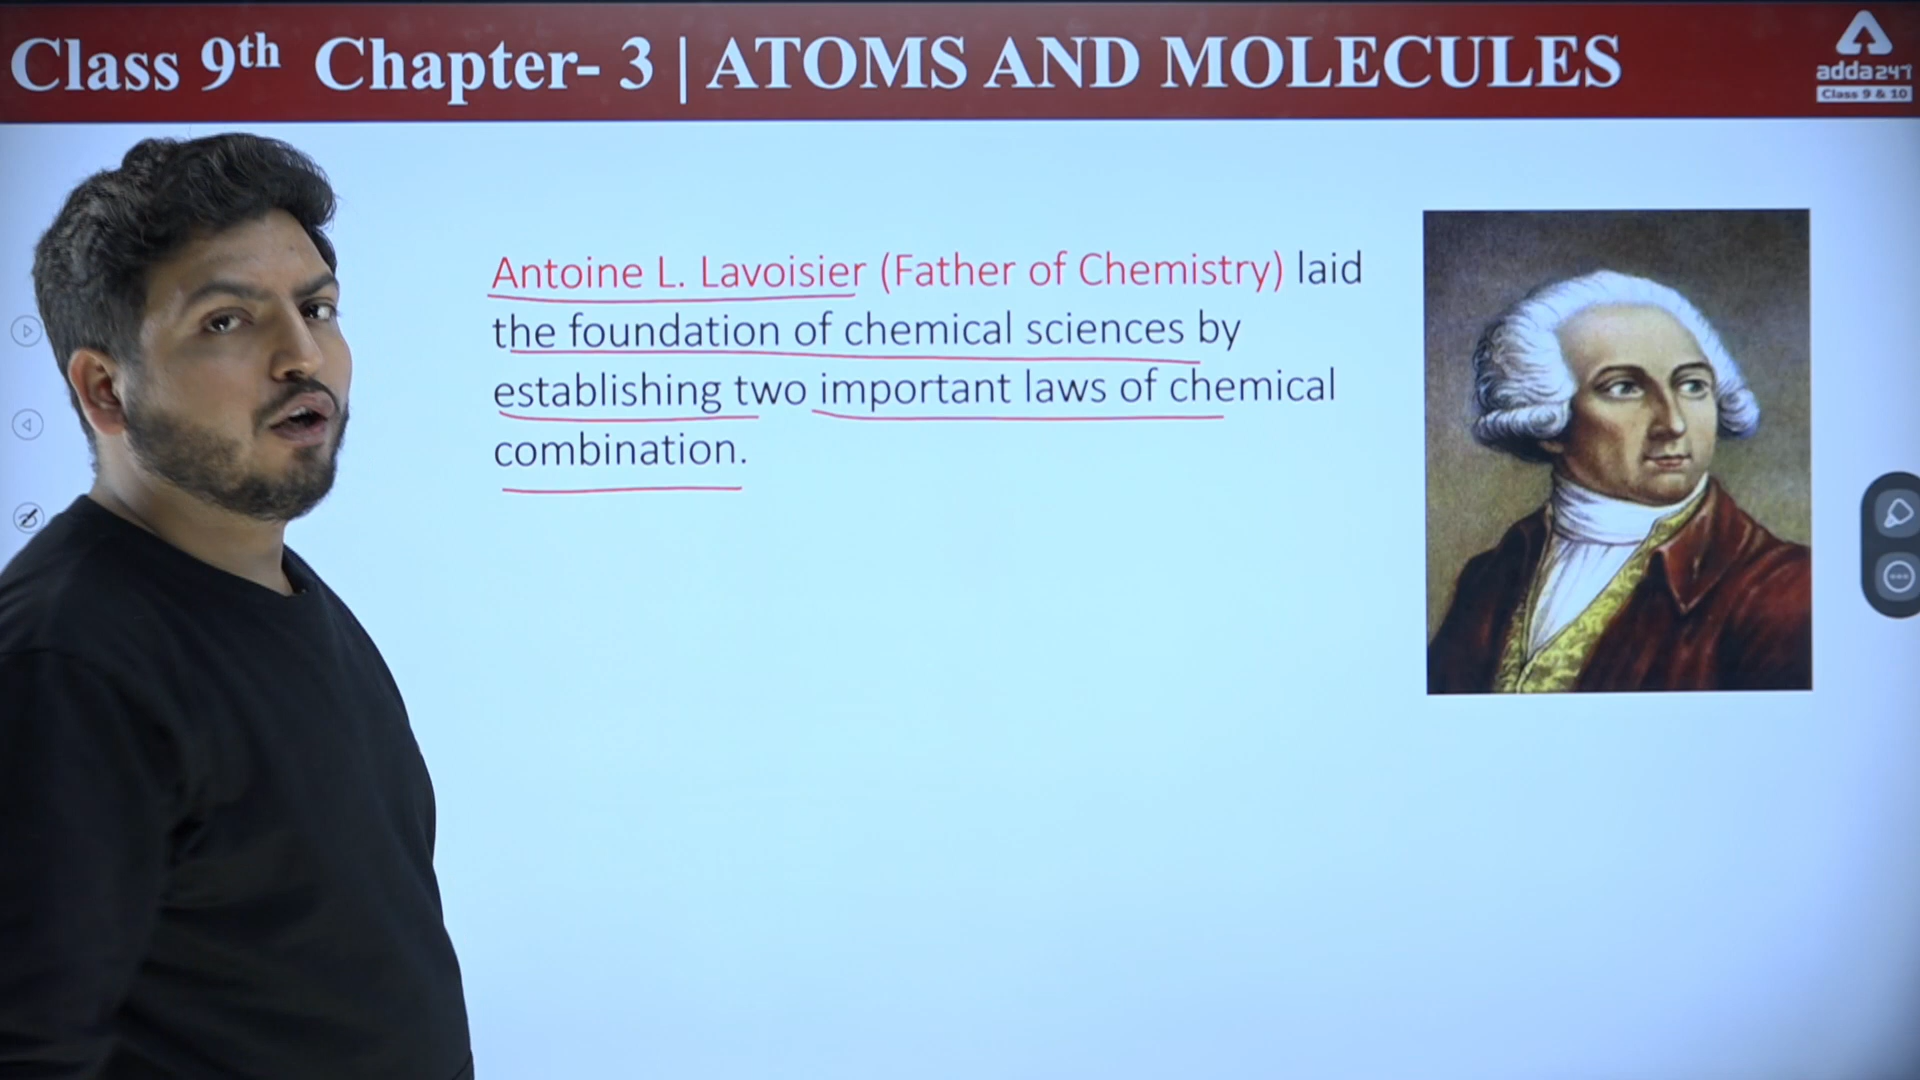 Class 9th Chapter- 3 | ATOMS AND MOLECULES
adda247
Class 9 & 10
Antoine L. Lavoisier (Father of Chemistry) laid
the foundation of chemical sciences by
establishing two important laws of chemical
combination.